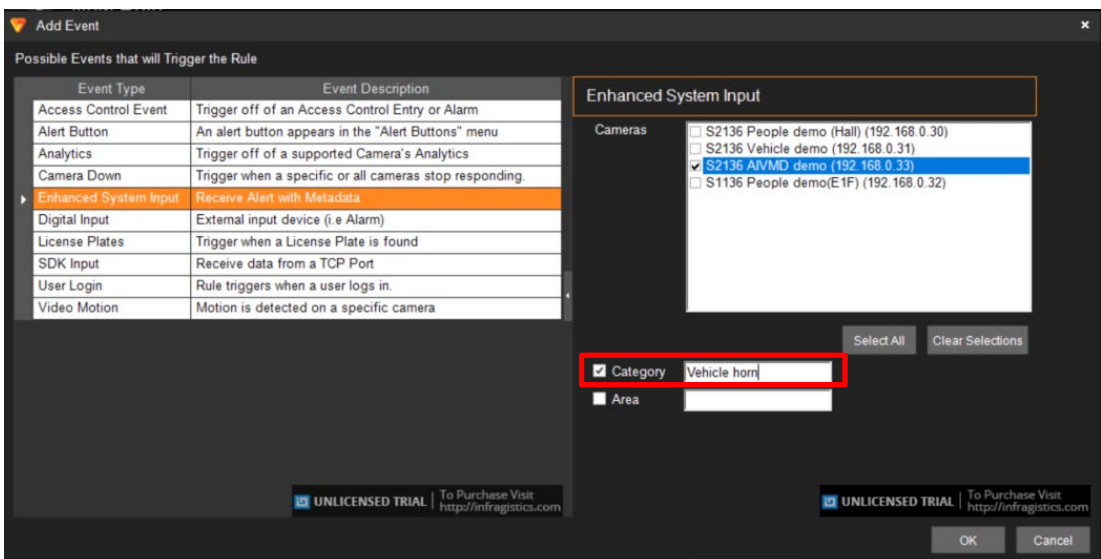 Add Event
Possible Events that will Trigger the Rule
Event Type Event Description
Access Control Event Trigger off of an Access Control Entry or Alarm
Alert Button An alert button appears in the "Alert Buttons" menu
Analytics Trigger off of a supported Camera's Analytics
Camera Down Trigger when a specific or all cameras stop responding.
Enhanced System Input Receive Alert with Metadata
Digital Input External input device (i.e Alarm)
License Plates Trigger when a License Plate is found
SDK Input Receive data from a TCP Port
User Login Rule triggers when a user logs in.
Video Motion Motion is detected on a specific camera
Enhanced System Input
Cameras
S2136 People demo (Hall) (192.168.0.30)
S2136 Vehicle demo (192.168.0.31)
S2136 AIVMD demo (192.168.0.33)
S1136 People demo(E1F) (192.168.0.32)
Select All Clear Selections
Category Vehicle horn
Area
UNLICENSED TRIAL To Purchase Visit
http://infragistics.com
UNLICENSED TRIAL To Purchase Visit
http://infragistics.com
OK Cancel